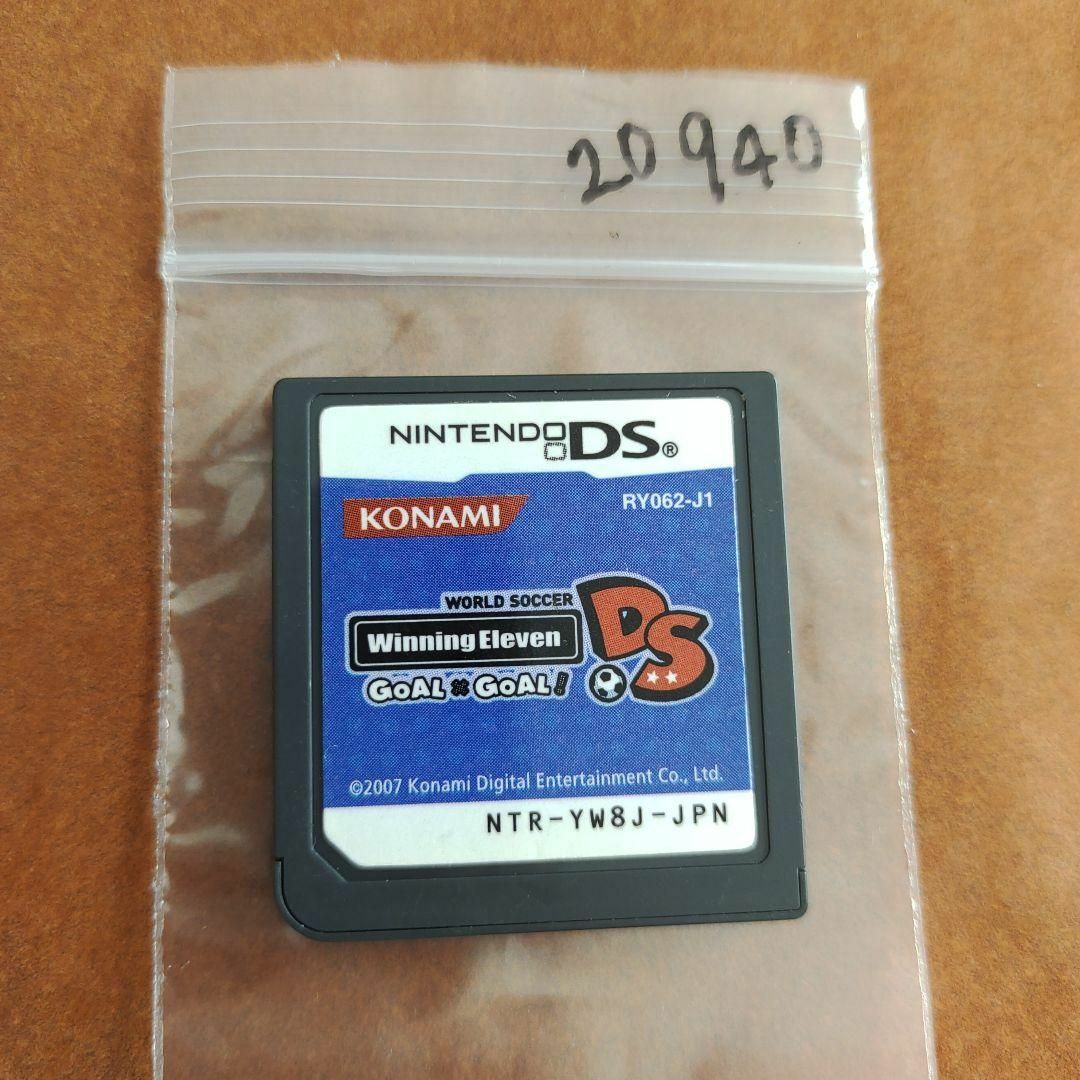 20940
NINTENDO DS®
KONAMI
RY062-J1
WORLD SOCCER
Winning Eleven
DS
GOAL × GOAL!
©2007 Konami Digital Entertainment Co., Ltd.
NTR-YW8J-JPN